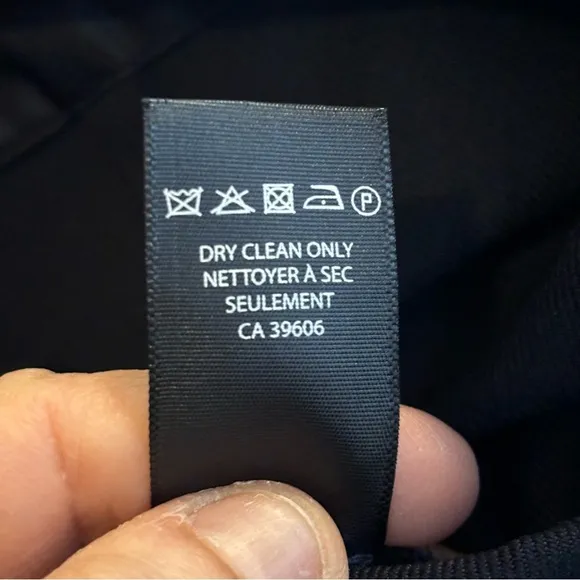 P
DRY CLEAN ONLY
NETTOYER À SEC
SEULEMENT
CA 39606